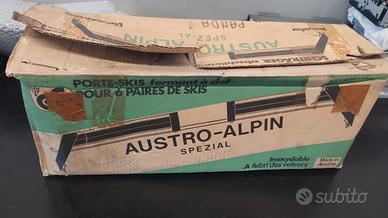 PANDA
AUSTRO-ALPIN
SPEZIAL
PORTE-SKIS fermant à clef
POUR 6 PAIRES DE SKIS
AUSTRO-ALPIN
SPEZIAL
Inoxydable
A l'abri des voleurs
Made in
Austria
subito